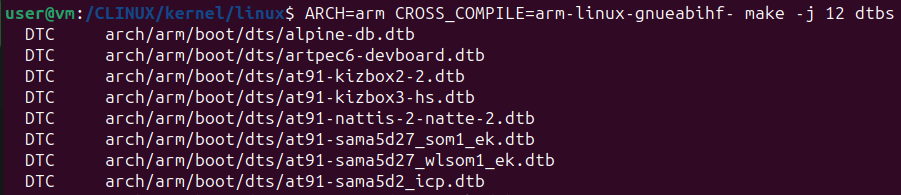 user@vm:/CLINUX/kernel/linux$ ARCH=arm CROSS_COMPILE=arm-linux-gnueabihf- make -j 12 dtbs
DTC arch/arm/boot/dts/alpine-db.dtb
DTC arch/arm/boot/dts/artpec6-devboard.dtb
DTC arch/arm/boot/dts/at91-kizbox2-2.dtb
DTC arch/arm/boot/dts/at91-kizbox3-hs.dtb
DTC arch/arm/boot/dts/at91-nattis-2-natte-2.dtb
DTC arch/arm/boot/dts/at91-sama5d27_som1_ek.dtb
DTC arch/arm/boot/dts/at91-sama5d27_wlsom1_ek.dtb
DTC arch/arm/boot/dts/at91-sama5d2_icp.dtb